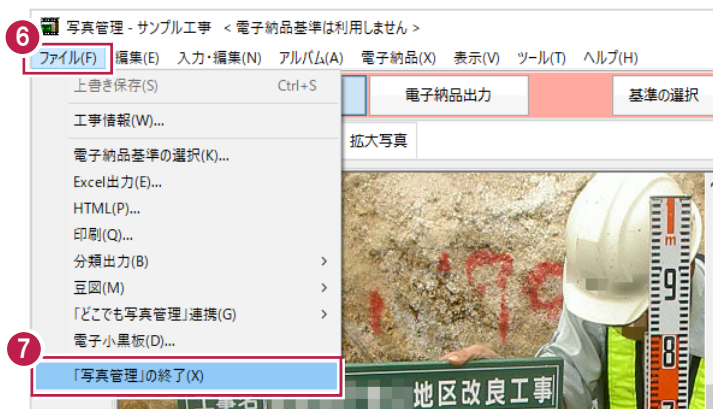 6
写真管理 - サンプル工事 <電子納品基準は利用しません>
ファイル(F) 編集(E) 入力・編集(N) アルバム(A) 電子納品(X) 表示(V) ツール(T) ヘルプ(H)
上書き保存(S) Ctrl+S
電子納品出力 基準の選択
工事情報(W)...
拡大写真
電子納品基準の選択(K)...
Excel出力(E)...
HTML(P)...
印刷(Q)...
分類出力(B) >
豆図(M) >
「どこでも写真管理」連携(G) >
電子小黒板(D)...
7
「写真管理」の終了(X)
工事名 地区改良工事
m
9
8
7